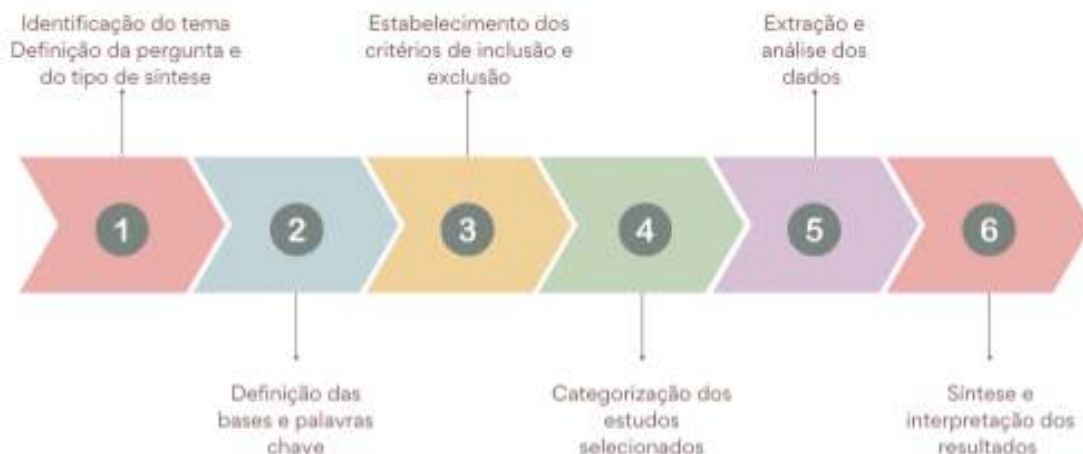 Identificação do tema
Definição da pergunta e
do tipo de síntese
Estabelecimento dos
critérios de inclusão e
exclusão
Extração e
análise dos
dados
1
2
3
4
5
6
Definição das
bases e palavras
chave
Categorização dos
estudos
selecionados
Síntese e
interpretação dos
resultados